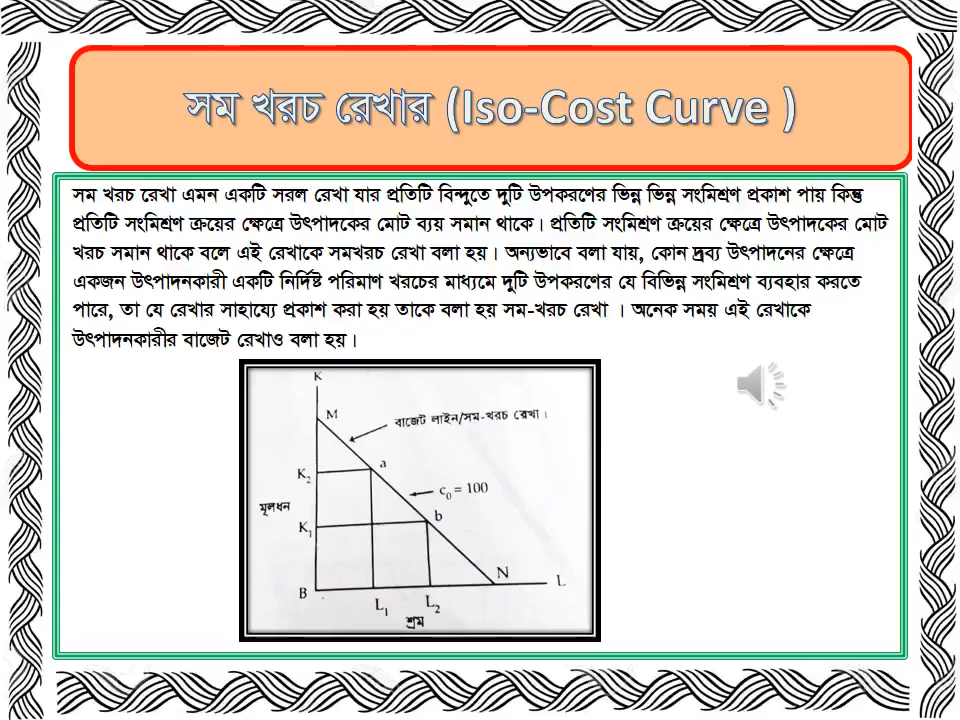 সম খরচ রেখার (Iso-Cost Curve )
সম খরচ রেখা এমন একটি সরল রেখা যার প্রতিটি বিন্দুতে দুটি উপকরণের ভিন্ন ভিন্ন সংমিশ্রণ প্রকাশ পায় কিন্তু
প্রতিটি সংমিশ্রণ ক্রয়ের ক্ষেত্রে উৎপাদকের মোট ব্যয় সমান থাকে। প্রতিটি সংমিশ্রণ ক্রয়ের ক্ষেত্রে উৎপাদকের মোট
খরচ সমান থাকে বলে এই রেখাকে সমখরচ রেখা বলা হয়। অন্যভাবে বলা যায়, কোন দ্রব্য উৎপাদনের ক্ষেত্রে
একজন উৎপাদনকারী একটি নির্দিষ্ট পরিমাণ খরচের মাধ্যমে দুটি উপকরণের যে বিভিন্ন সংমিশ্রণ ব্যবহার করতে
পারে, তা যে রেখার সাহায্যে প্রকাশ করা হয় তাকে বলা হয় সম-খরচ রেখা । অনেক সময় এই রেখাকে
উৎপাদনকারীর বাজেট রেখাও বলা হয়।
K
M
বাজেট লাইন/সম-খরচ রেখা ।
a
K₂
c₀ = 100
মূলধন
b
K₁
N
L
B
L₁
L₂
শ্রম